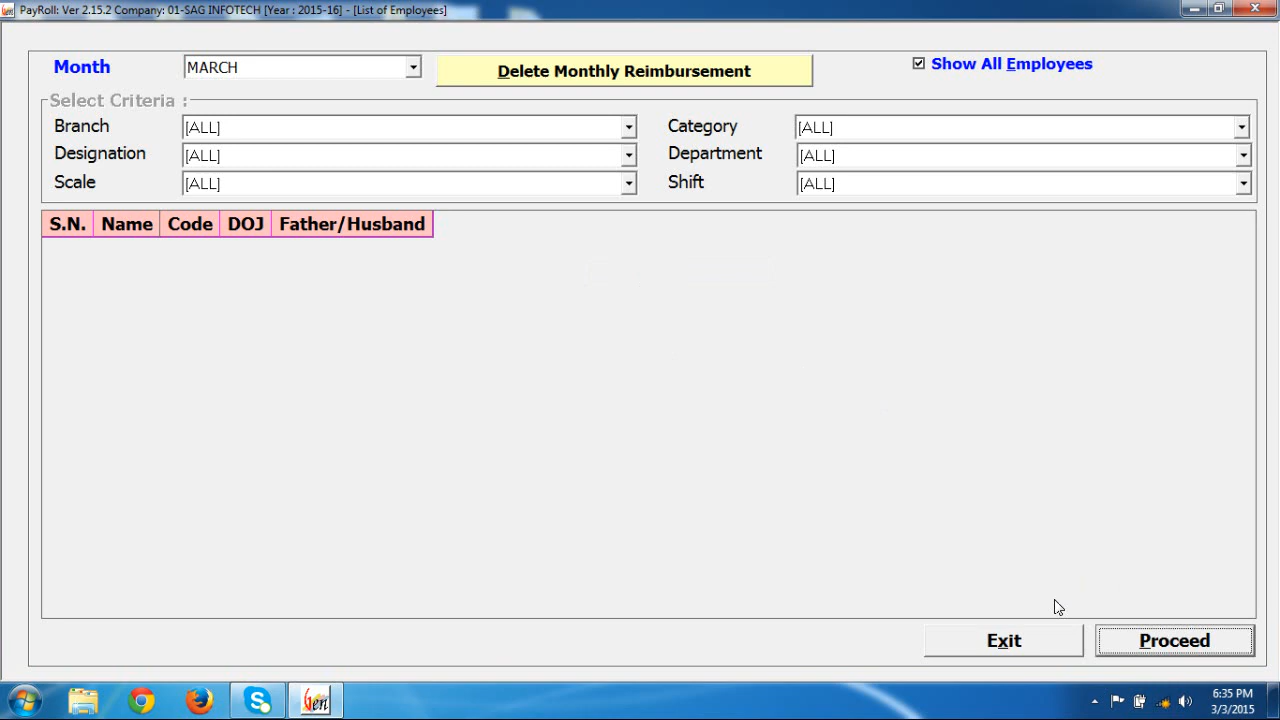 PayRoll: Ver 2.15.2 Company: 01-SAG INFOTECH [Year : 2015-16] - [List of Employees]
Month MARCH Delete Monthly Reimbursement Show All Employees
Select Criteria :
Branch [ALL] Category [ALL]
Designation [ALL] Department [ALL]
Scale [ALL] Shift [ALL]
S.N. Name Code DOJ Father/Husband
Exit Proceed
Gen 6:35 PM
3/3/2015